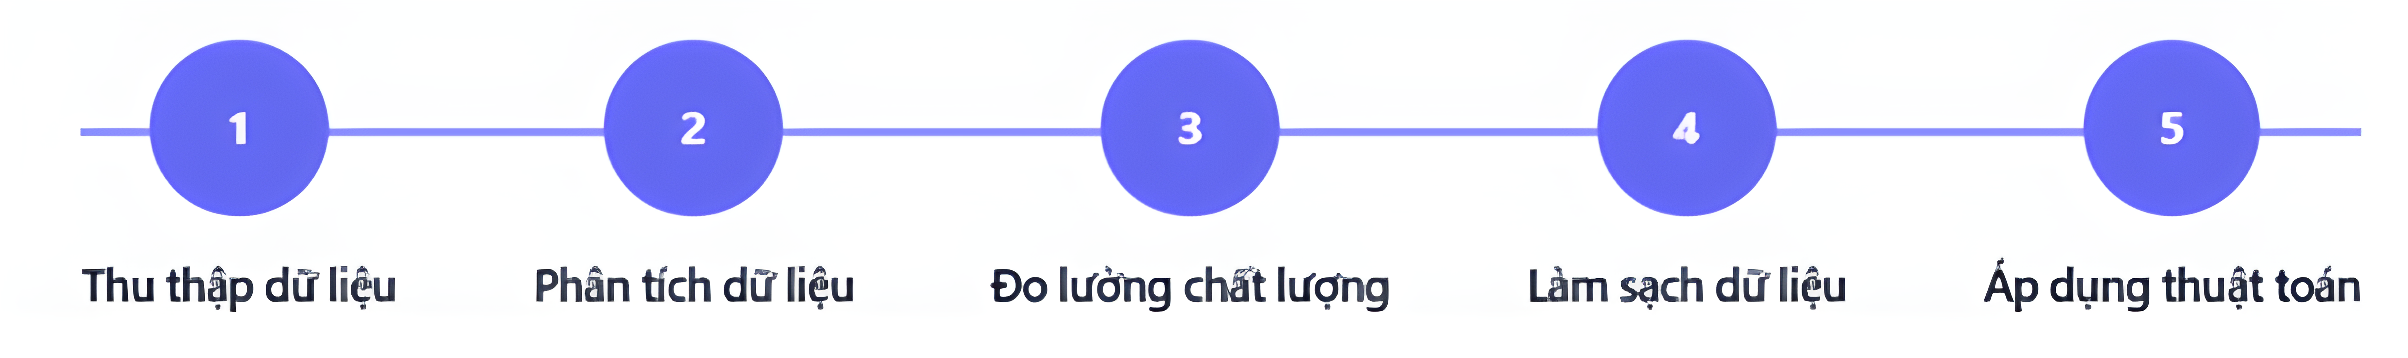 1
2
3
4
5
Thu thập dữ liệu
Phân tích dữ liệu
Đo lường chất lượng
Làm sạch dữ liệu
Áp dụng thuật toán